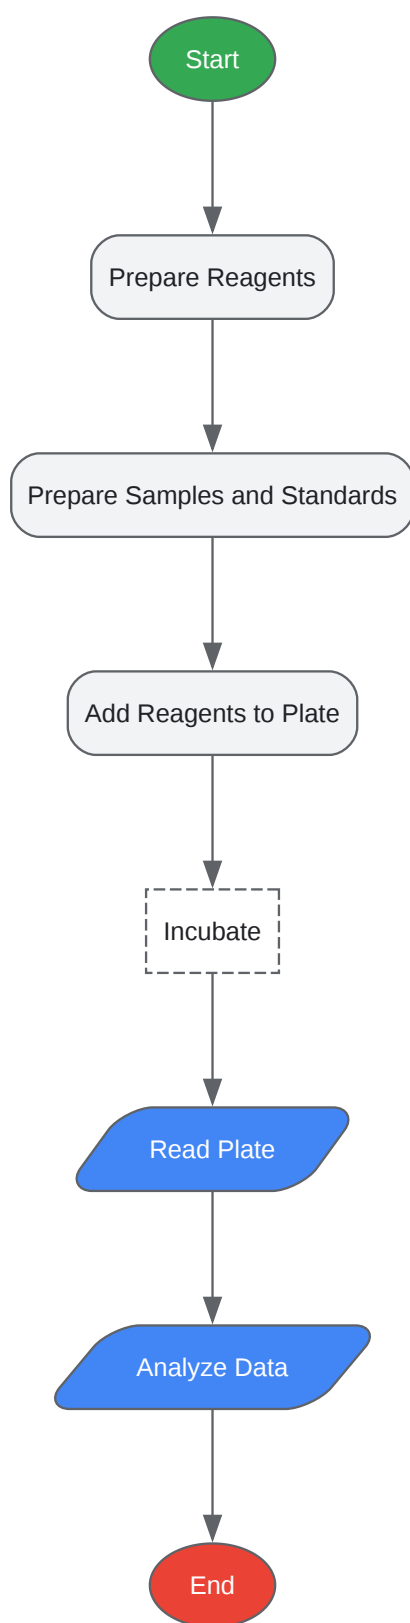 Start
Prepare Reagents
Prepare Samples and Standards
Add Reagents to Plate
Incubate
Read Plate
Analyze Data
End